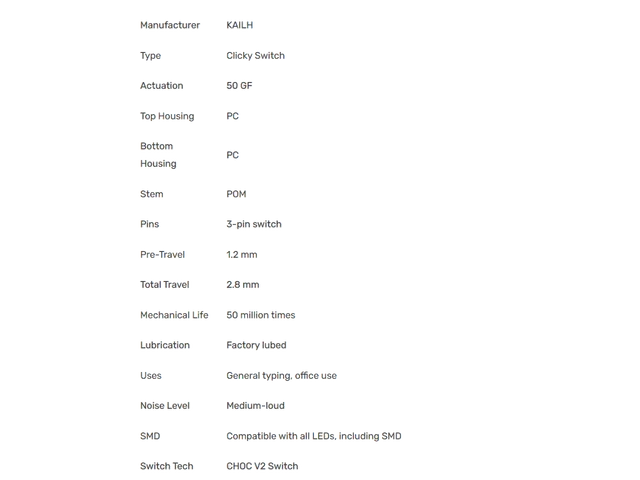 Manufacturer KAILH
Type Clicky Switch
Actuation 50 GF
Top Housing PC
Bottom
Housing PC
Stem POM
Pins 3-pin switch
Pre-Travel 1.2 mm
Total Travel 2.8 mm
Mechanical Life 50 million times
Lubrication Factory lubed
Uses General typing, office use
Noise Level Medium-loud
SMD Compatible with all LEDs, including SMD
Switch Tech CHOC V2 Switch